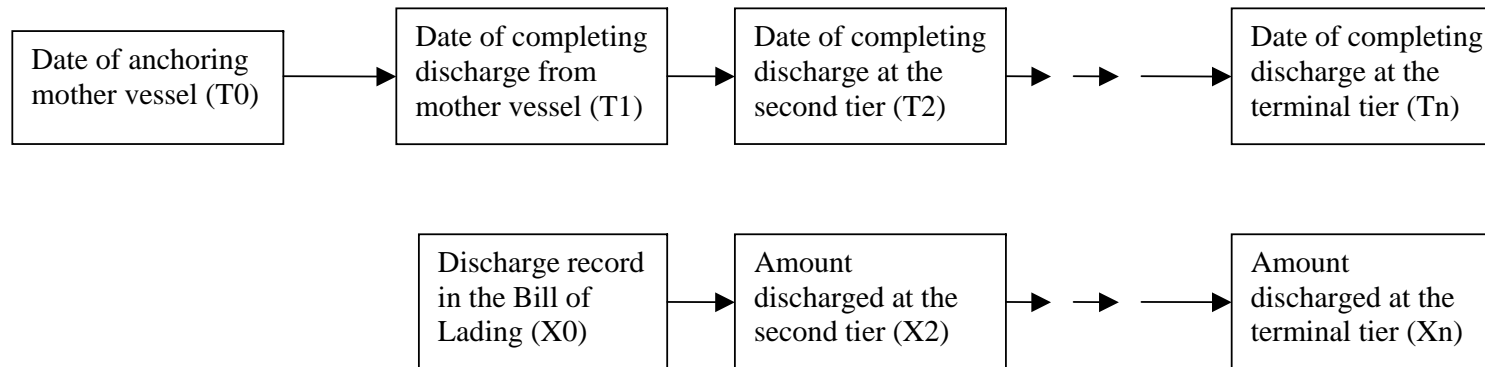 Date of anchoring
mother vessel (T0)
Date of completing
discharge from
mother vessel (T1)
Date of completing
discharge at the
second tier (T2)
Date of completing
discharge at the
terminal tier (Tn)
Discharge record
in the Bill of
Lading (X0)
Amount
discharged at the
second tier (X2)
Amount
discharged at the
terminal tier (Xn)